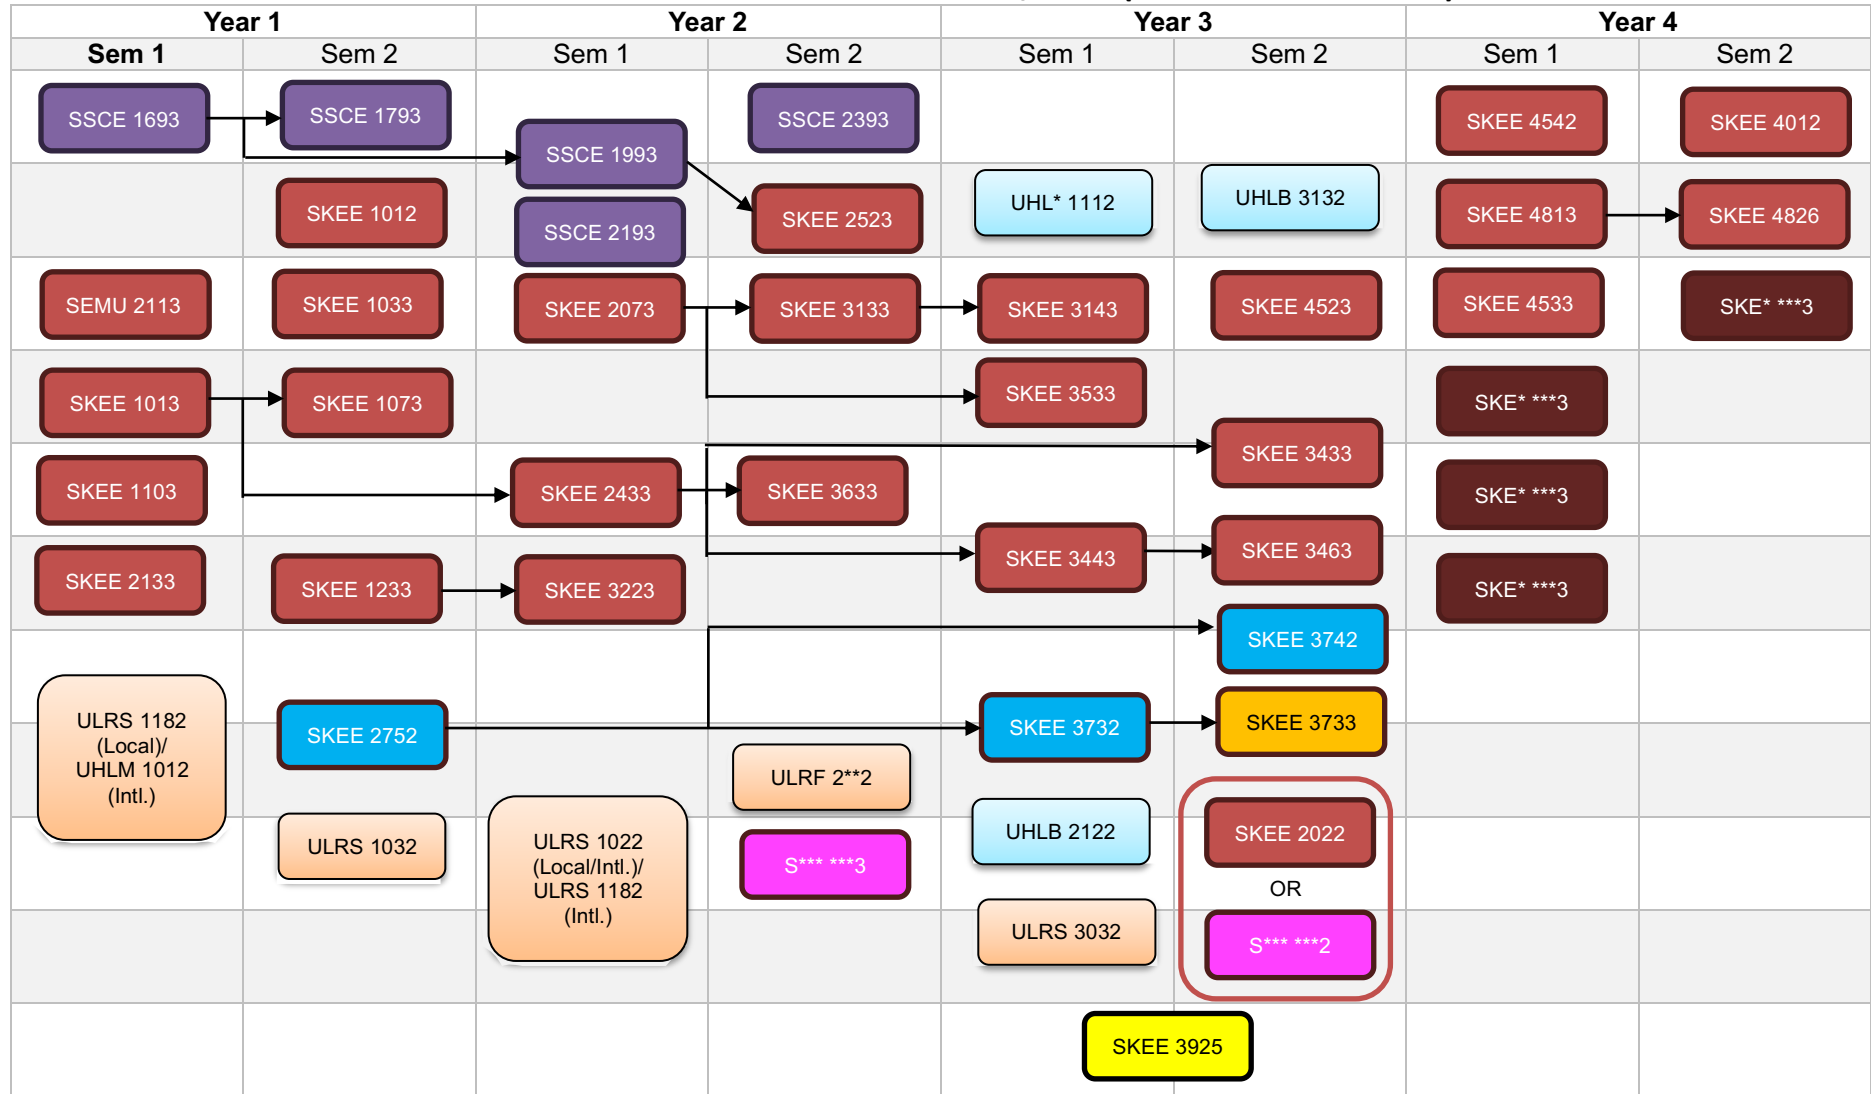 Year 1
Year 2
Year 3
Year 4
Sem 1
Sem 2
Sem 1
Sem 2
Sem 1
Sem 2
Sem 1
Sem 2
SSCE 1693
SSCE 1793
SSCE 1993
SSCE 2393
SKEE 4542
SKEE 4012
SKEE 1012
SSCE 2193
SKEE 2523
UHL* 1112
UHLB 3132
SKEE 4813
SKEE 4826
SEMU 2113
SKEE 1033
SKEE 2073
SKEE 3133
SKEE 3143
SKEE 4523
SKEE 4533
SKE* ***3
SKEE 1013
SKEE 1073
SKEE 3533
SKE* ***3
SKEE 3433
SKEE 1103
SKEE 2433
SKEE 3633
SKE* ***3
SKEE 2133
SKEE 1233
SKEE 3223
SKEE 3443
SKEE 3463
SKE* ***3
SKEE 3742
ULRS 1182
(Local)/
UHLM 1012
(Intl.)
SKEE 2752
SKEE 3732
SKEE 3733
ULRF 2**2
ULRS 1032
ULRS 1022
(Local/Intl.)/
ULRS 1182
(Intl.)
S*** ***3
UHLB 2122
SKEE 2022
OR
S*** ***2
ULRS 3032
SKEE 3925